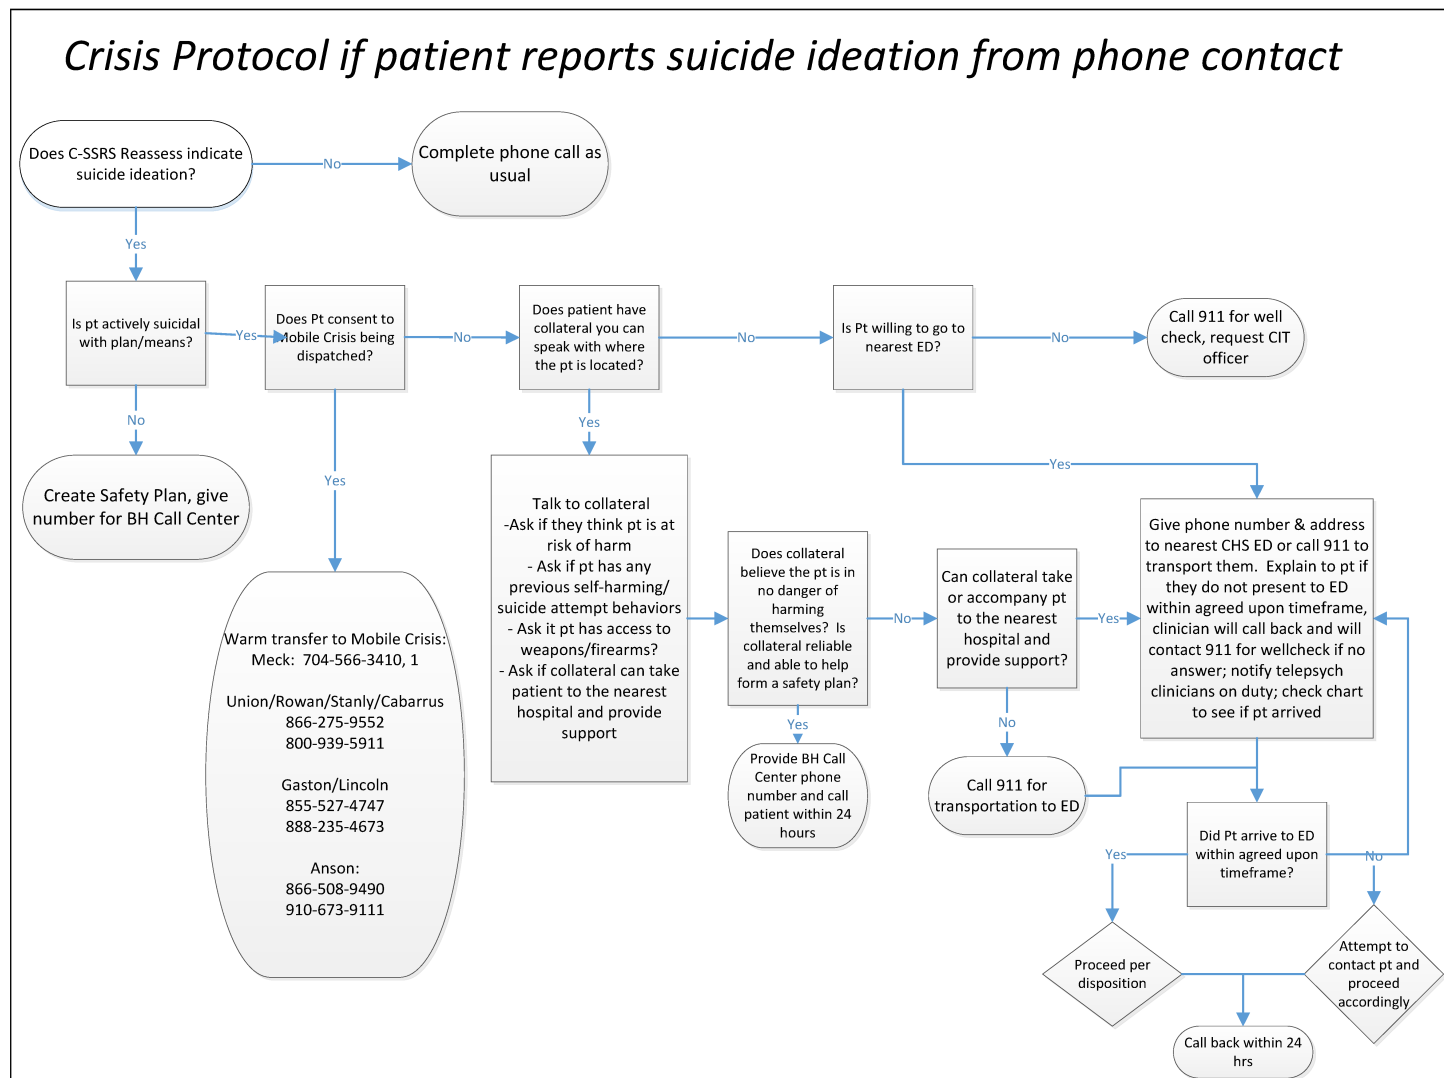 Crisis Protocol if patient reports suicide ideation from phone contact
Does C-SSRS Reassess indicate
suicide ideation?
No
Complete phone call as
usual
Yes
Is pt actively suicidal
with plan/means?
Yes
Does Pt consent to
Mobile Crisis being
dispatched?
No
Does patient have
collateral you can
speak with where
the pt is located?
No
Is Pt willing to go to
nearest ED?
No
Call 911 for well
check, request CIT
officer
No
Create Safety Plan, give
number for BH Call Center
Yes
Warm transfer to Mobile Crisis:
Meck:  704-566-3410, 1
Union/Rowan/Stanly/Cabarrus
866-275-9552
800-939-5911
Gaston/Lincoln
855-527-4747
888-235-4673
Anson:
866-508-9490
910-673-9111
Yes
Talk to collateral
-Ask if they think pt is at
risk of harm
- Ask if pt has any
previous self-harming/
suicide attempt behaviors
- Ask it pt has access to
weapons/firearms?
- Ask if collateral can take
patient to the nearest
hospital and provide
support
Does collateral
believe the pt is in
no danger of
harming
themselves?  Is
collateral reliable
and able to help
form a safety plan?
Yes
Provide BH Call
Center phone
number and call
patient within 24
hours
No
Can collateral take
or accompany pt
to the nearest
hospital and
provide support?
No
Call 911 for
transportation to ED
Yes
Yes
Give phone number & address
to nearest CHS ED or call 911 to
transport them.  Explain to pt if
they do not present to ED
within agreed upon timeframe,
clinician will call back and will
contact 911 for wellcheck if no
answer; notify telepsych
clinicians on duty; check chart
to see if pt arrived
Did Pt arrive to ED
within agreed upon
timeframe?
Yes
No
Proceed per
disposition
Attempt to
contact pt and
proceed
accordingly
Call back within 24
hrs